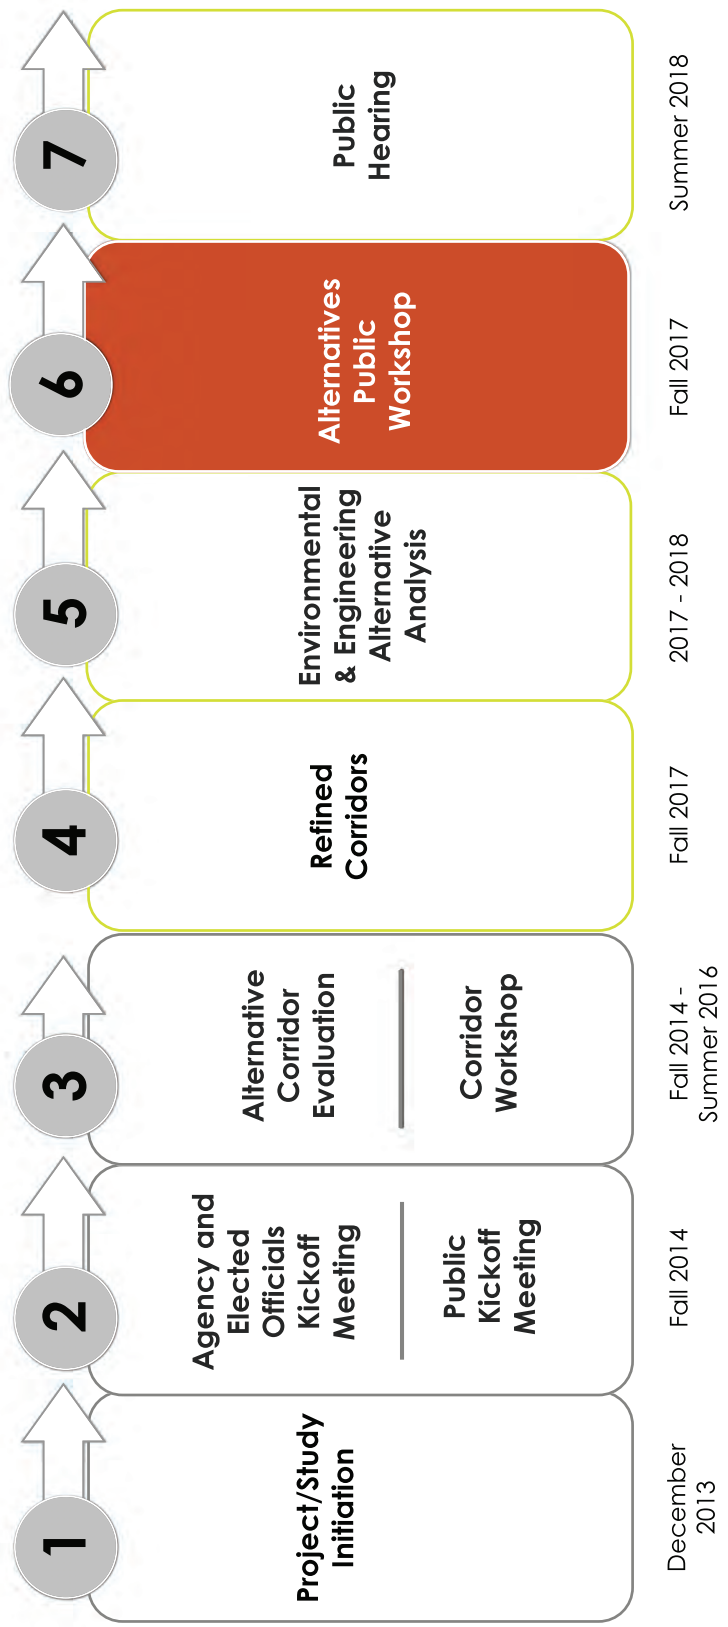 1
Project/Study
Initiation
December
2013
2
Agency and
Elected
Officials
Kickoff
Meeting
Public
Kickoff
Meeting
Fall 2014
3
Alternative
Corridor
Evaluation
Corridor
Workshop
Fall 2014 -
Summer 2016
4
Refined
Corridors
Fall 2017
5
Environmental
& Engineering
Alternative
Analysis
2017 - 2018
6
Alternatives
Public
Workshop
Fall 2017
7
Public
Hearing
Summer 2018